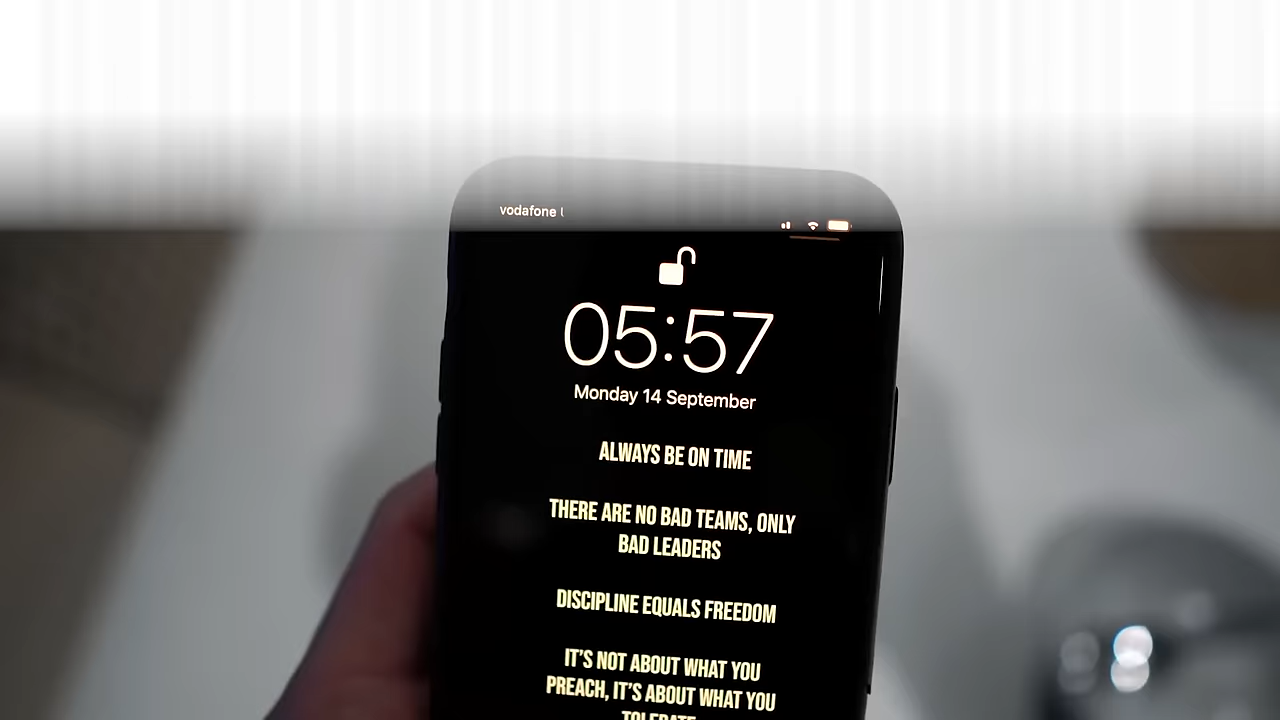 vodafone
05:57
Monday 14 September
ALWAYS BE ON TIME
THERE ARE NO BAD TEAMS, ONLY
BAD LEADERS
DISCIPLINE EQUALS FREEDOM
IT'S NOT ABOUT WHAT YOU
PREACH, IT'S ABOUT WHAT YOU
TOLERATE